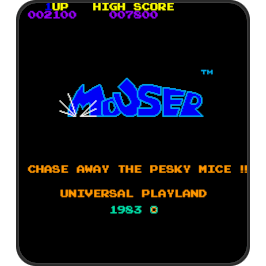 1UP HIGH SCORE
002100 007800
TM
MOUSER
CHASE AWAY THE PESKY MICE !!
UNIVERSAL PLAYLAND
1983 ©